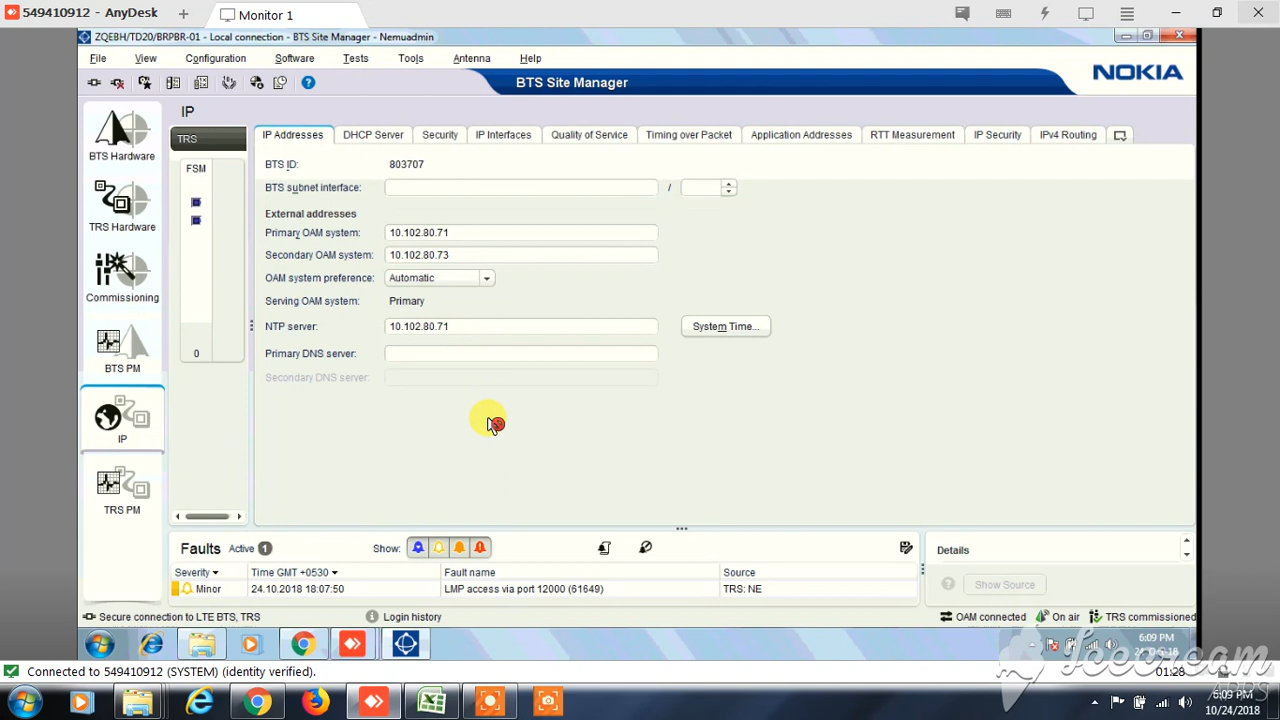 549410912 - AnyDesk
Monitor 1
ZQEBH/TD20/BRPBR-01 - Local connection - BTS Site Manager - Nemuadmin
File View Configuration Software Tests Tools Antenna Help
BTS Site Manager
NOKIA
IP
BTS Hardware
TRS Hardware
Commissioning
BTS PM
IP
TRS PM
TRS
FSM
0
IP Addresses DHCP Server Security IP Interfaces Quality of Service Timing over Packet Application Addresses RTT Measurement IP Security IPv4 Routing
BTS ID: 803707
BTS subnet interface: /
External addresses
Primary OAM system: 10.102.80.71
Secondary OAM system: 10.102.80.73
OAM system preference: Automatic
Serving OAM system: Primary
NTP server: 10.102.80.71 System Time...
Primary DNS server:
Secondary DNS server:
Faults Active 1 Show:
Severity Time GMT +0530 Fault name Source
Minor 24.10.2018 18:07:50 LMP access via port 12000 (61649) TRS: NE
Details
Show Source
Secure connection to LTE BTS, TRS Login history OAM connected On air TRS commissioned
6:09 PM
Icecream
APPS
Connected to 549410912 (SYSTEM) (identity verified). 01:28
6:09 PM
10/24/2018